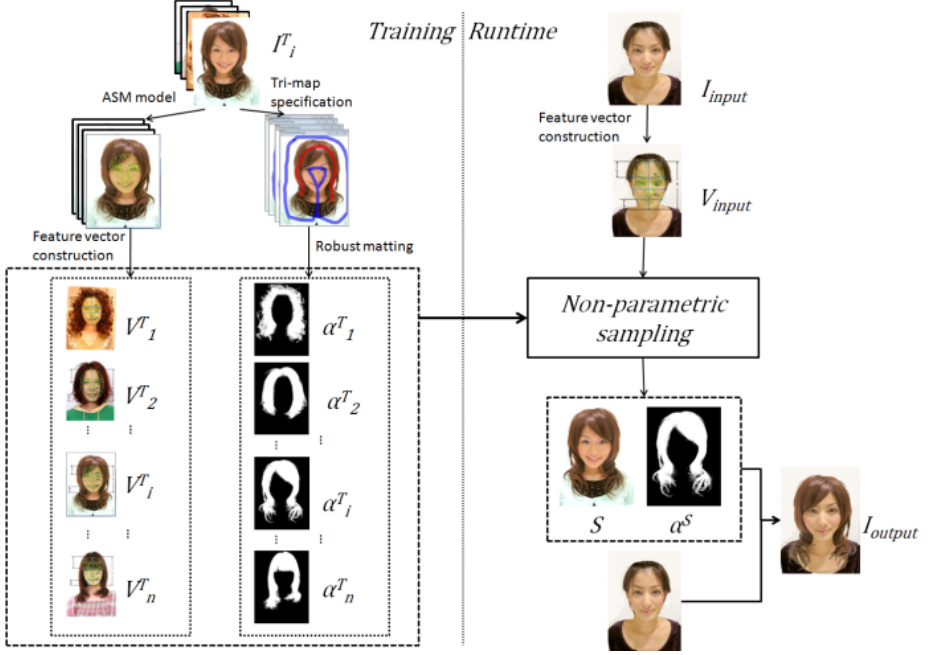 Training Runtime
I^T_i
ASM model
Tri-map
specification
I_input
Feature vector
construction
V_input
Feature vector
construction
Robust matting
Non-parametric
sampling
V^T_1
α^T_1
V^T_2
α^T_2
... ...
... ...
V^T_i
α^T_i
... ...
... ...
V^T_n
α^T_n
S
α^S
I_output